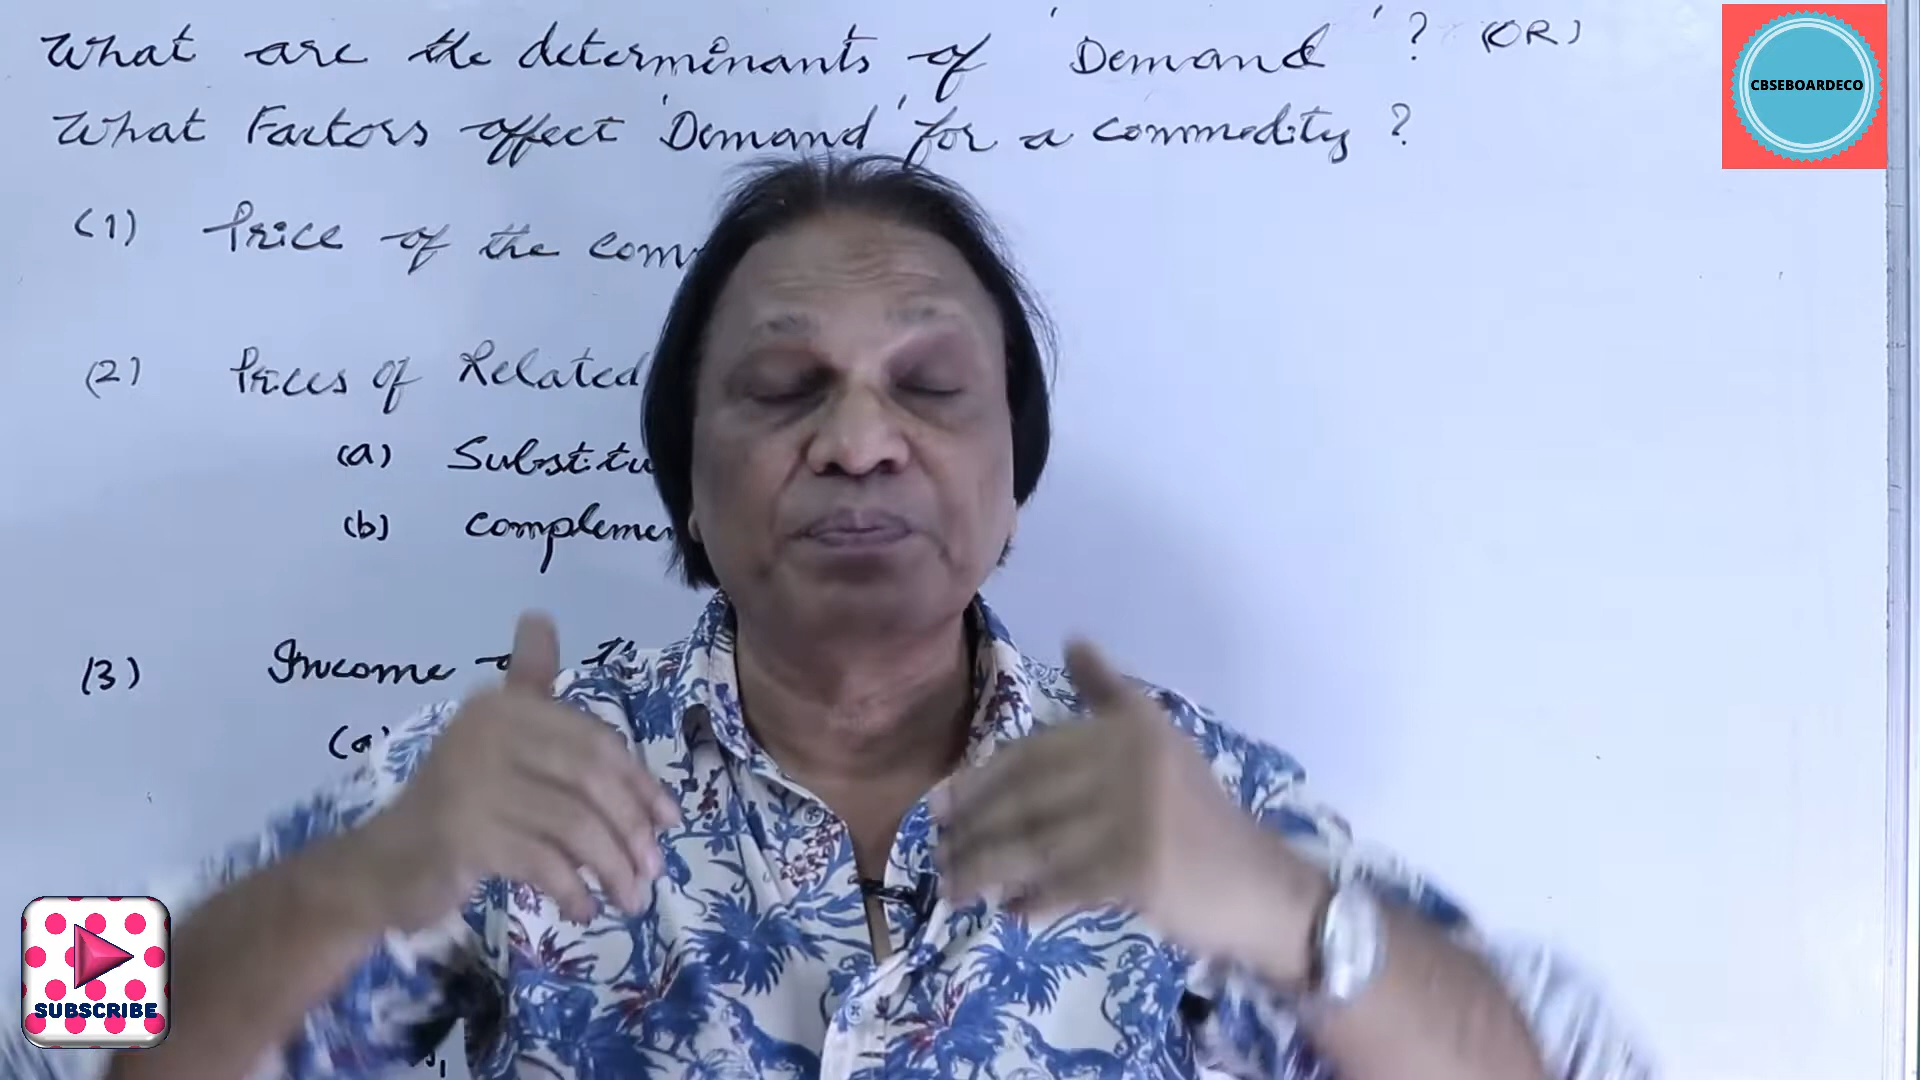 What are the determinants of 'Demand'? (OR)
CBSEBOARDECO
What Factors affect 'Demand' for a commodity?
(1) Price of the com
(2) Prices of Related
(a) Substitu
(b) Complemen
(3) Income
(a)
SUBSCRIBE